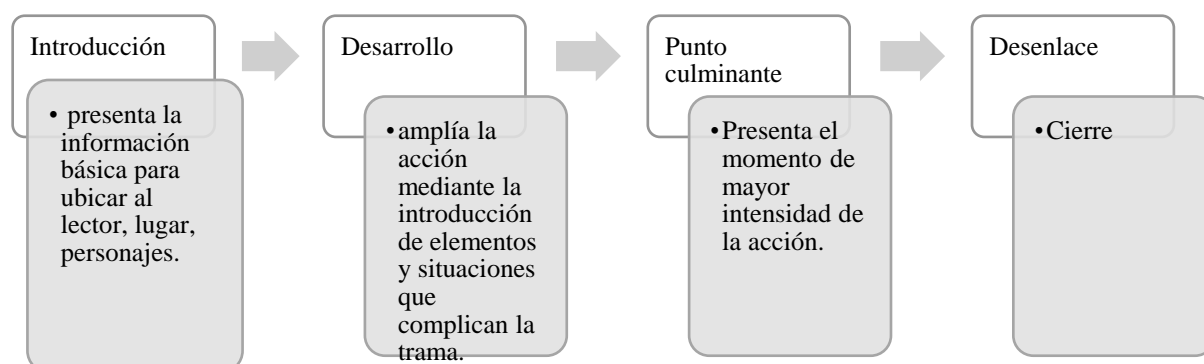 Introducción
• presenta la
información
básica para
ubicar al
lector, lugar,
personajes.
Desarrollo
•amplía la
acción
mediante la
introducción
de elementos
y situaciones
que
complican la
trama.
Punto
culminante
•Presenta el
momento de
mayor
intensidad de
la acción.
Desenlace
•Cierre